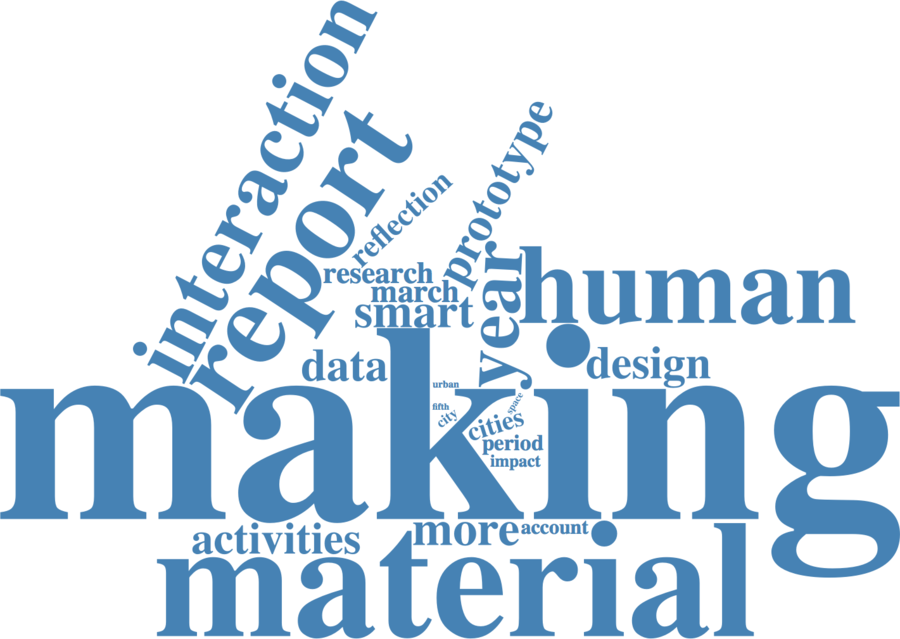 interaction
report
reflection
prototype
research
march
smart
year
human
data
design
making
urban
fifth
city
space
cities
period
impact
activities
more
account
material